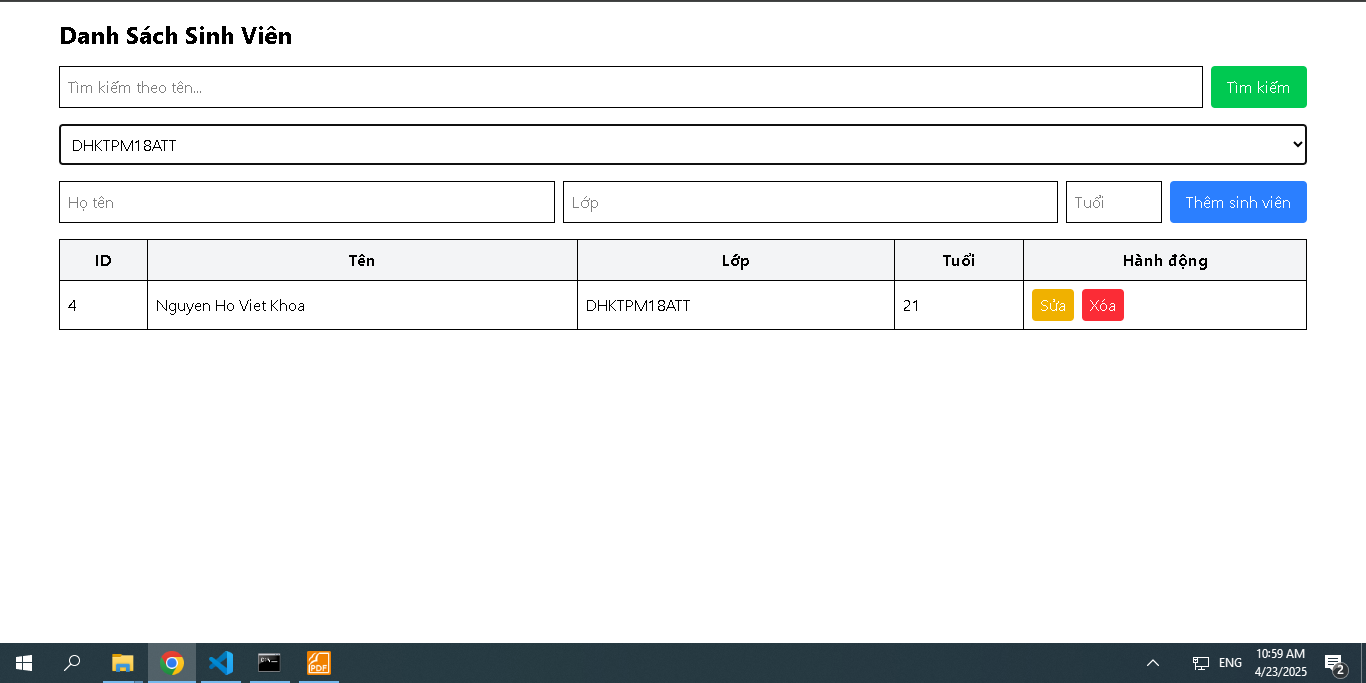 Danh Sách Sinh Viên
Tìm kiếm theo tên... Tìm kiếm
DHKTPM18ATT
Họ tên Lớp Tuổi Thêm sinh viên
ID Tên Lớp Tuổi Hành động
4 Nguyen Ho Viet Khoa DHKTPM18ATT 21 Sửa Xóa
PDF
ENG
10:59 AM
4/23/2025
2